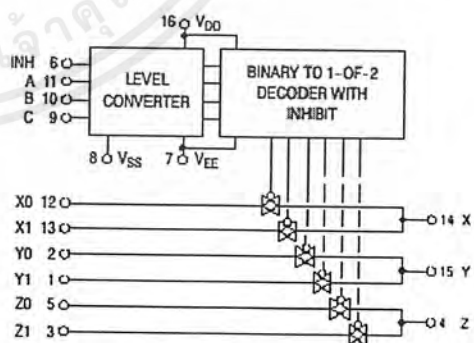 16 VDD
INH 6
A 11
B 10
C 9
LEVEL
CONVERTER
BINARY TO 1-OF-2
DECODER WITH
INHIBIT
8 VSS
7 VEE
X0 12
X1 13
Y0 2
Y1 1
Z0 5
Z1 3
14 X
15 Y
4 Z